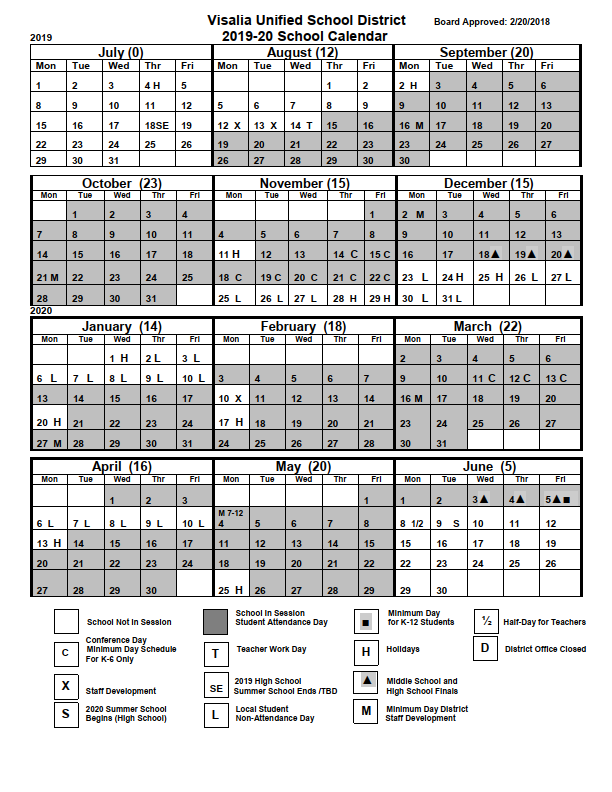 Visalia Unified School District Board Approved: 2/20/2018
2019 2019-20 School Calendar
July (0) August (12) September (20)
Mon Tue Wed Thr Fri Mon Tue Wed Thr Fri Mon Tue Wed Thr Fri
1 2 3 4 H 5 1 2 2 H 3 4 5 6
8 9 10 11 12 5 6 7 8 9 9 10 11 12 13
15 16 17 18SE 19 12 X 13 X 14 T 15 16 16 M 17 18 19 20
22 23 24 25 26 19 20 21 22 23 23 24 25 26 27
29 30 31 26 27 28 29 30 30
October (23) November (15) December (15)
Mon Tue Wed Thr Fri Mon Tue Wed Thr Fri Mon Tue Wed Thr Fri
1 2 3 4 1 2 M 3 4 5 6
7 8 9 10 11 4 5 6 7 8 9 10 11 12 13
14 15 16 17 18 11 H 12 13 14 C 15 C 16 17 18▲ 19▲ 20▲
21 M 22 23 24 25 18 C 19 C 20 C 21 C 22 C 23 L 24 H 25 H 26 L 27 L
28 29 30 31 25 L 26 L 27 L 28 H 29 H 30 L 31 L
2020
January (14) February (18) March (22)
Mon Tue Wed Thr Fri Mon Tue Wed Thr Fri Mon Tue Wed Thr Fri
1 H 2 L 3 L 2 3 4 5 6
6 L 7 L 8 L 9 L 10 L 3 4 5 6 7 9 10 11 C 12 C 13 C
13 14 15 16 17 10 X 11 12 13 14 16 M 17 18 19 20
20 H 21 22 23 24 17 H 18 19 20 21 23 24 25 26 27
27 M 28 29 30 31 24 25 26 27 28 30 31
April (16) May (20) June (5)
Mon Tue Wed Thr Fri Mon Tue Wed Thr Fri Mon Tue Wed Thr Fri
1 2 3 1 1 2 3▲ 4▲ 5▲■
M 7-12
6 L 7 L 8 L 9 L 10 L 4 5 6 7 8 8 1/2 9 S 10 11 12
13 H 14 15 16 17 11 12 13 14 15 15 16 17 18 19
20 21 22 23 24 18 19 20 21 22 22 23 24 25 26
27 28 29 30 25 H 26 27 28 29 29 30
School Not In Session
School In Session
Student Attendance Day
■ Minimum Day
for K-12 Students
½ Half-Day for Teachers
C Conference Day
Minimum Day Schedule
For K-6 Only
T Teacher Work Day
H Holidays
D District Office Closed
X Staff Development
SE 2019 High School
Summer School Ends /TBD
▲ Middle School and
High School Finals
S 2020 Summer School
Begins (High School)
L Local Student
Non-Attendance Day
M Minimum Day District
Staff Development